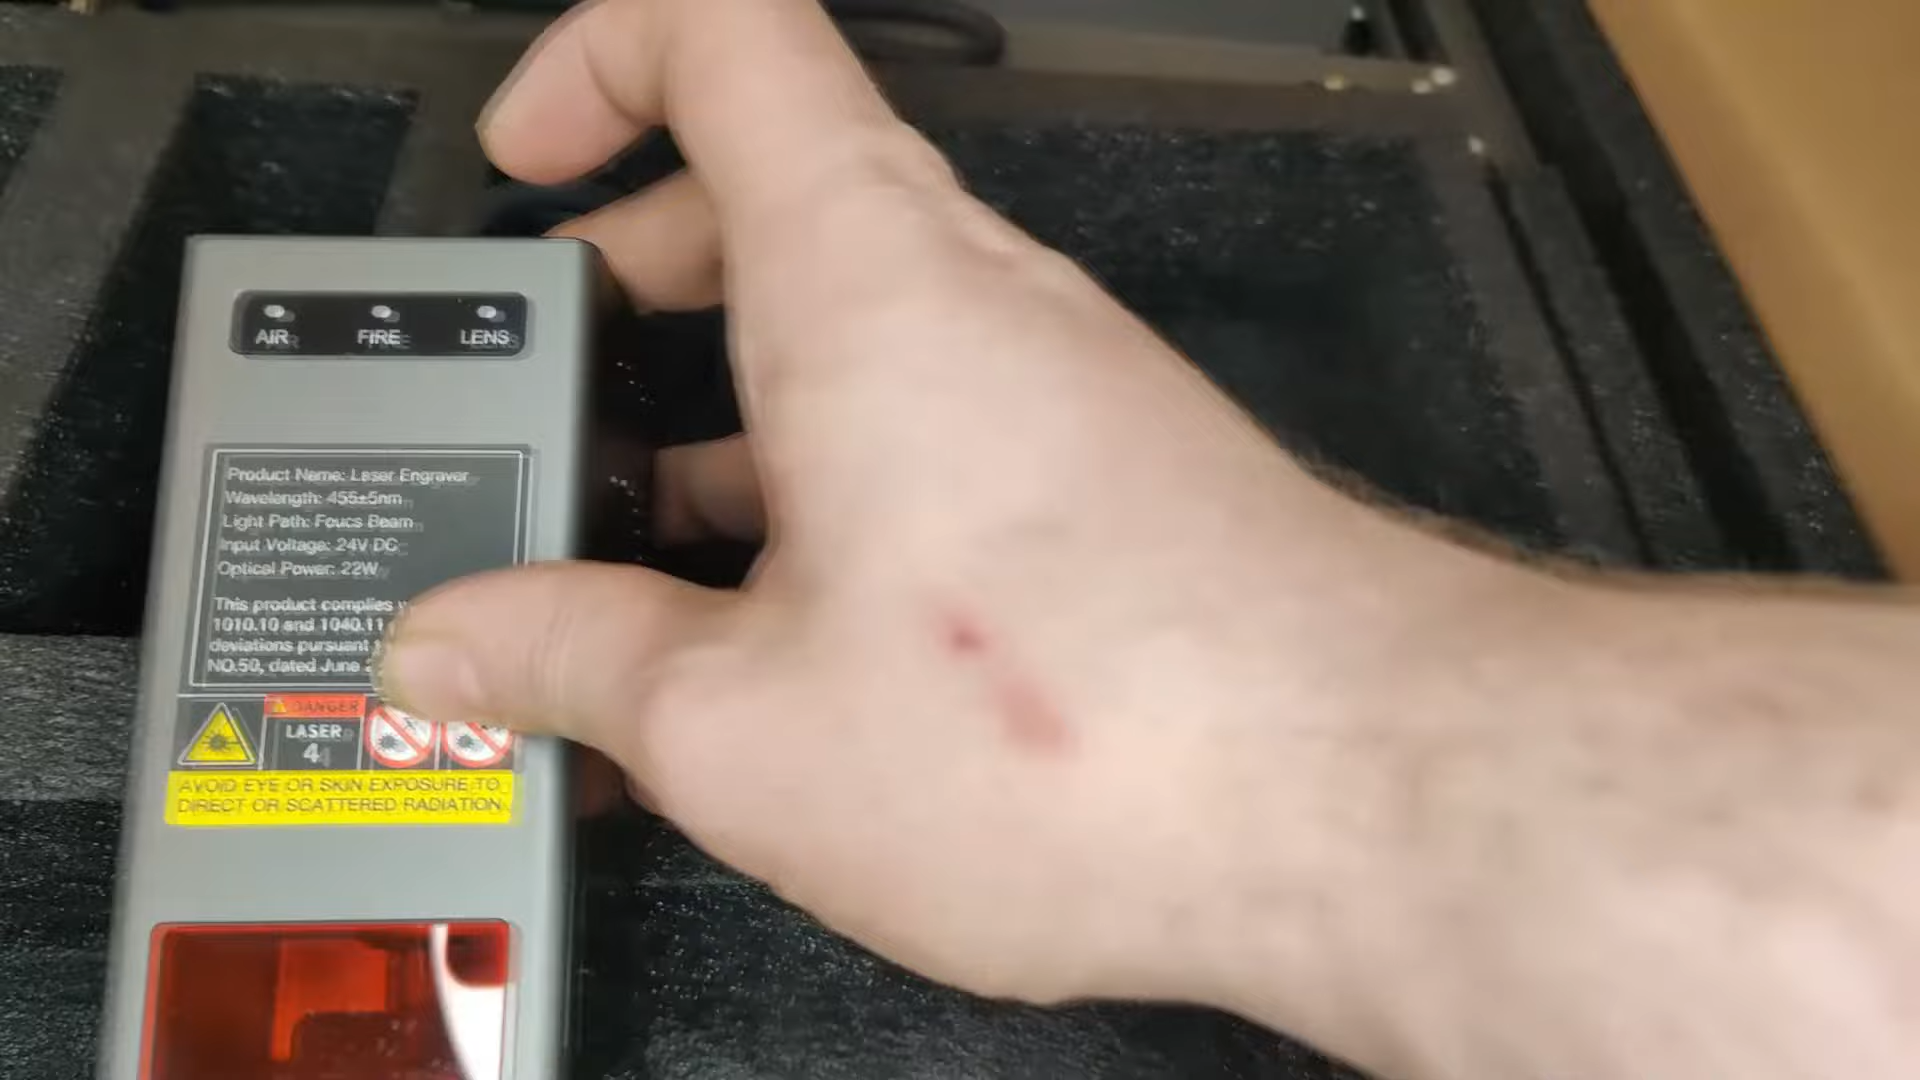 AIR FIRE LENS
Product Name: Laser Engraver
Wavelength: 455±5nm
Light Path: Foucs Beam
Input Voltage: 24V DC
Optical Power: 22W
This product complies
1010.10 and 1040.11
deviations pursuant
NO.50, dated June
DANGER
LASER
4
AVOID EYE OR SKIN EXPOSURE TO
DIRECT OR SCATTERED RADIATION